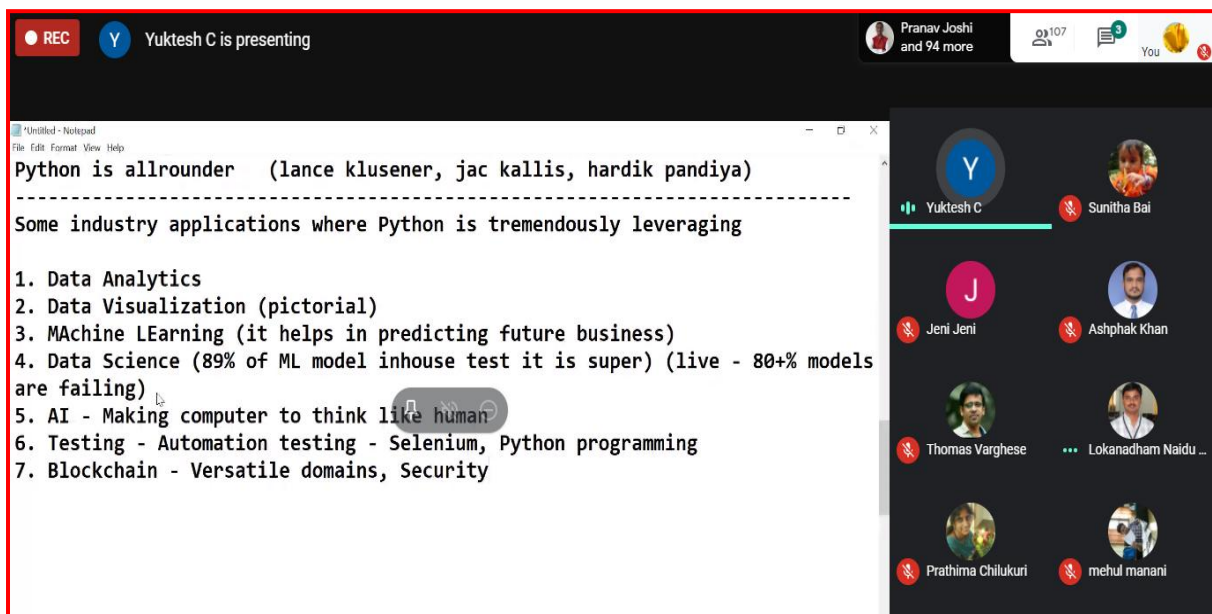 REC
Y
Yuktesh C is presenting
Pranav Joshi
and 94 more
107
3
You
*Untitled - Notepad
File Edit Format View Help
Python is allrounder (lance klusener, jac kallis, hardik pandiya)
-----------------------------------------------------------------------------
Some industry applications where Python is tremendously leveraging
1. Data Analytics
2. Data Visualization (pictorial)
3. MAchine LEarning (it helps in predicting future business)
4. Data Science (89% of ML model inhouse test it is super) (live - 80+% models
are failing)
5. AI - Making computer to think like human
6. Testing - Automation testing - Selenium, Python programming
7. Blockchain - Versatile domains, Security
Y
Yuktesh C
Sunitha Bai
J
Jeni Jeni
Ashphak Khan
Thomas Varghese
Lokanadham Naidu ...
Prathima Chilukuri
mehul manani